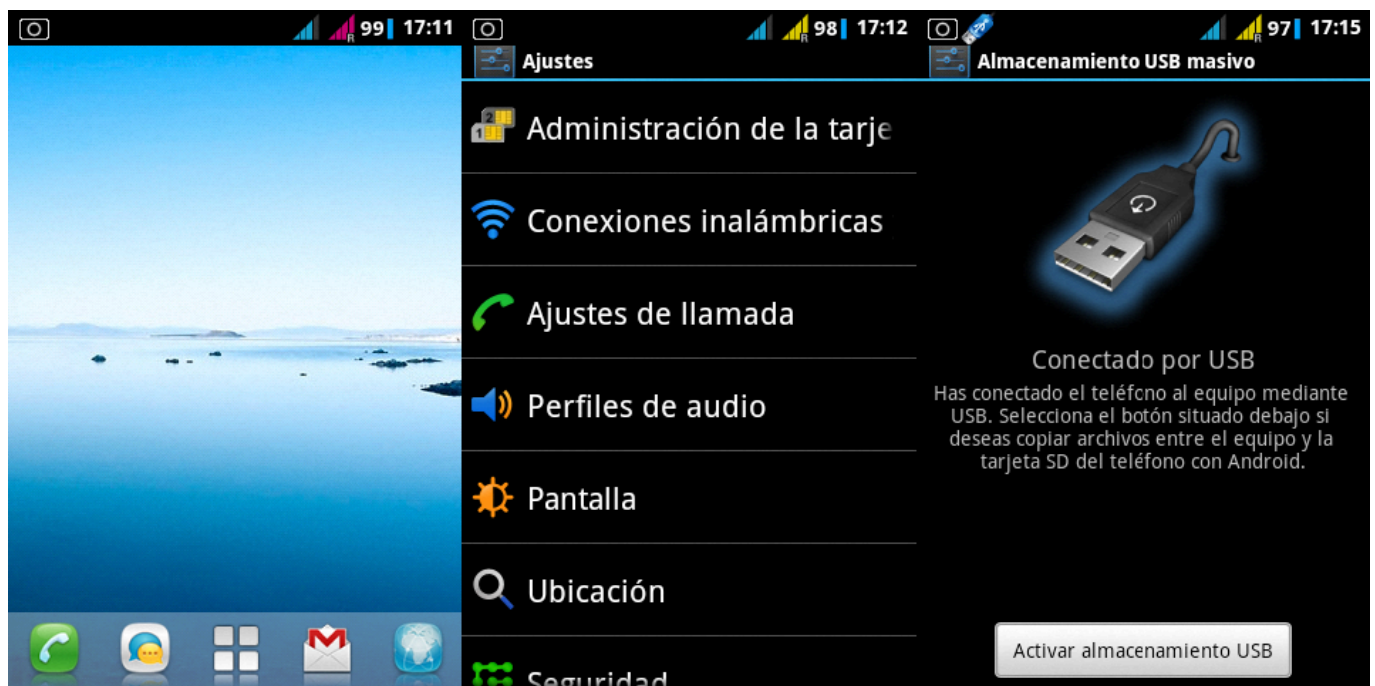 99 17:11
R
98 17:12
R
Ajustes
2
1
Administración de la tarje
Conexiones inalámbricas
Ajustes de llamada
Perfiles de audio
Pantalla
Ubicación
Seguridad
97 17:15
R
Almacenamiento USB masivo
Conectado por USB
Has conectado el teléfono al equipo mediante
USB. Selecciona el botón situado debajo si
deseas copiar archivos entre el equipo y la
tarjeta SD del teléfono con Android.
Activar almacenamiento USB